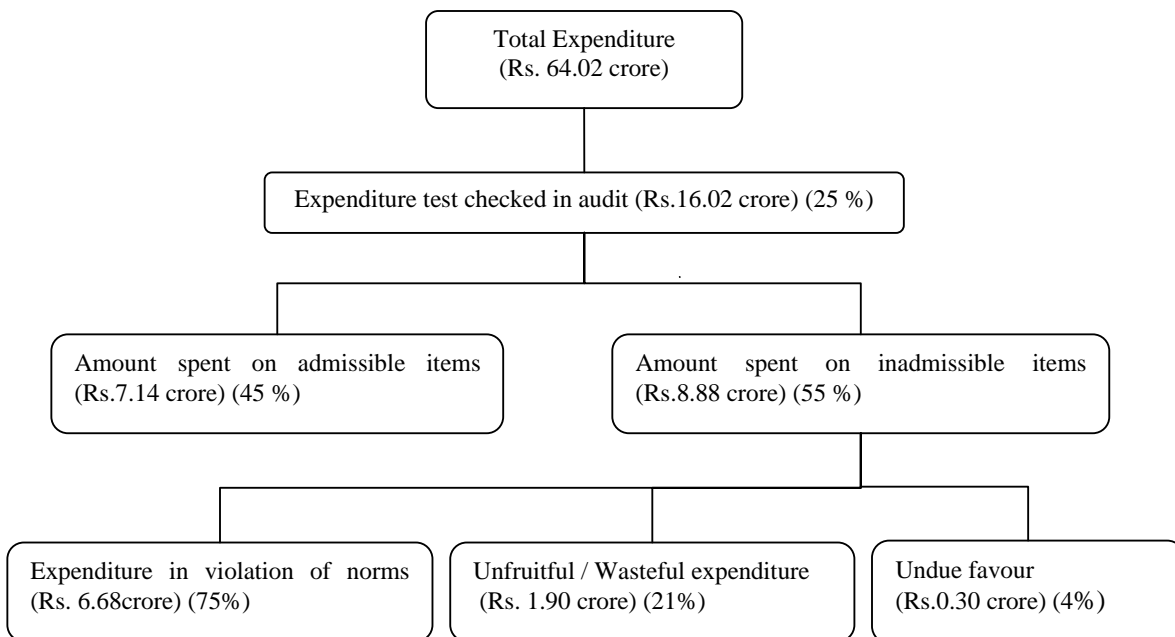 Total Expenditure
(Rs. 64.02 crore)
Expenditure test checked in audit (Rs.16.02 crore) (25 %)
Amount spent on admissible items
(Rs.7.14 crore) (45 %)
Amount spent on inadmissible items
(Rs.8.88 crore) (55 %)
Expenditure in violation of norms
(Rs. 6.68crore) (75%)
Unfruitful / Wasteful expenditure
(Rs. 1.90 crore) (21%)
Undue favour
(Rs.0.30 crore) (4%)